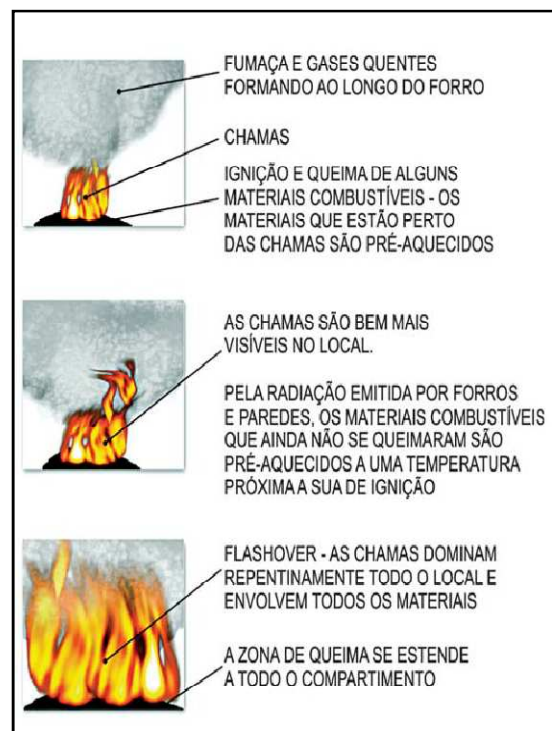 FUMAÇA E GASES QUENTES
FORMANDO AO LONGO DO FORRO
CHAMAS
IGNIÇÃO E QUEIMA DE ALGUNS
MATERIAIS COMBUSTÍVEIS - OS
MATERIAIS QUE ESTÃO PERTO
DAS CHAMAS SÃO PRÉ-AQUECIDOS
AS CHAMAS SÃO BEM MAIS
VISÍVEIS NO LOCAL.
PELA RADIAÇÃO EMITIDA POR FORROS
E PAREDES, OS MATERIAIS COMBUSTÍVEIS
QUE AINDA NÃO SE QUEIMARAM SÃO
PRÉ-AQUECIDOS A UMA TEMPERATURA
PRÓXIMA A SUA DE IGNIÇÃO
FLASHOVER - AS CHAMAS DOMINAM
REPENTINAMENTE TODO O LOCAL E
ENVOLVEM TODOS OS MATERIAIS
A ZONA DE QUEIMA SE ESTENDE
A TODO O COMPARTIMENTO